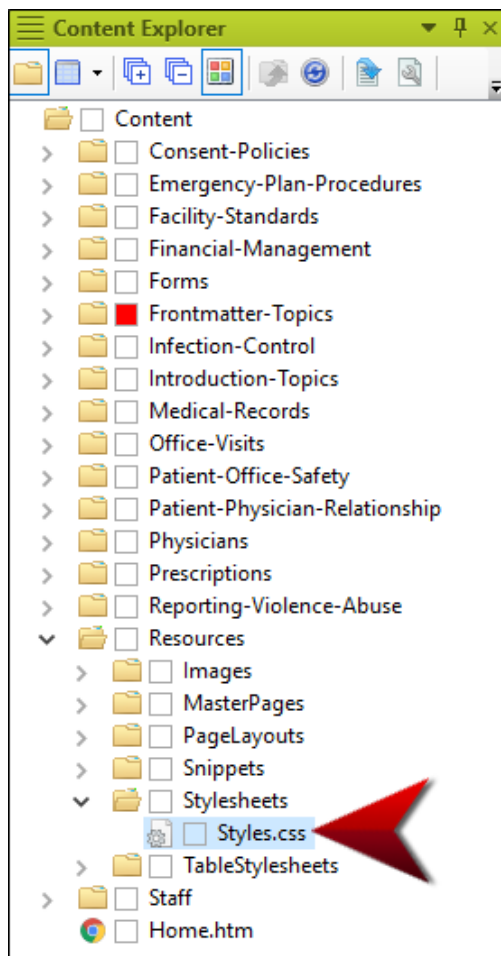 Content Explorer
Content
Consent-Policies
Emergency-Plan-Procedures
Facility-Standards
Financial-Management
Forms
Frontmatter-Topics
Infection-Control
Introduction-Topics
Medical-Records
Office-Visits
Patient-Office-Safety
Patient-Physician-Relationship
Physicians
Prescriptions
Reporting-Violence-Abuse
Resources
Images
MasterPages
PageLayouts
Snippets
Stylesheets
Styles.css
TableStylesheets
Staff
Home.htm